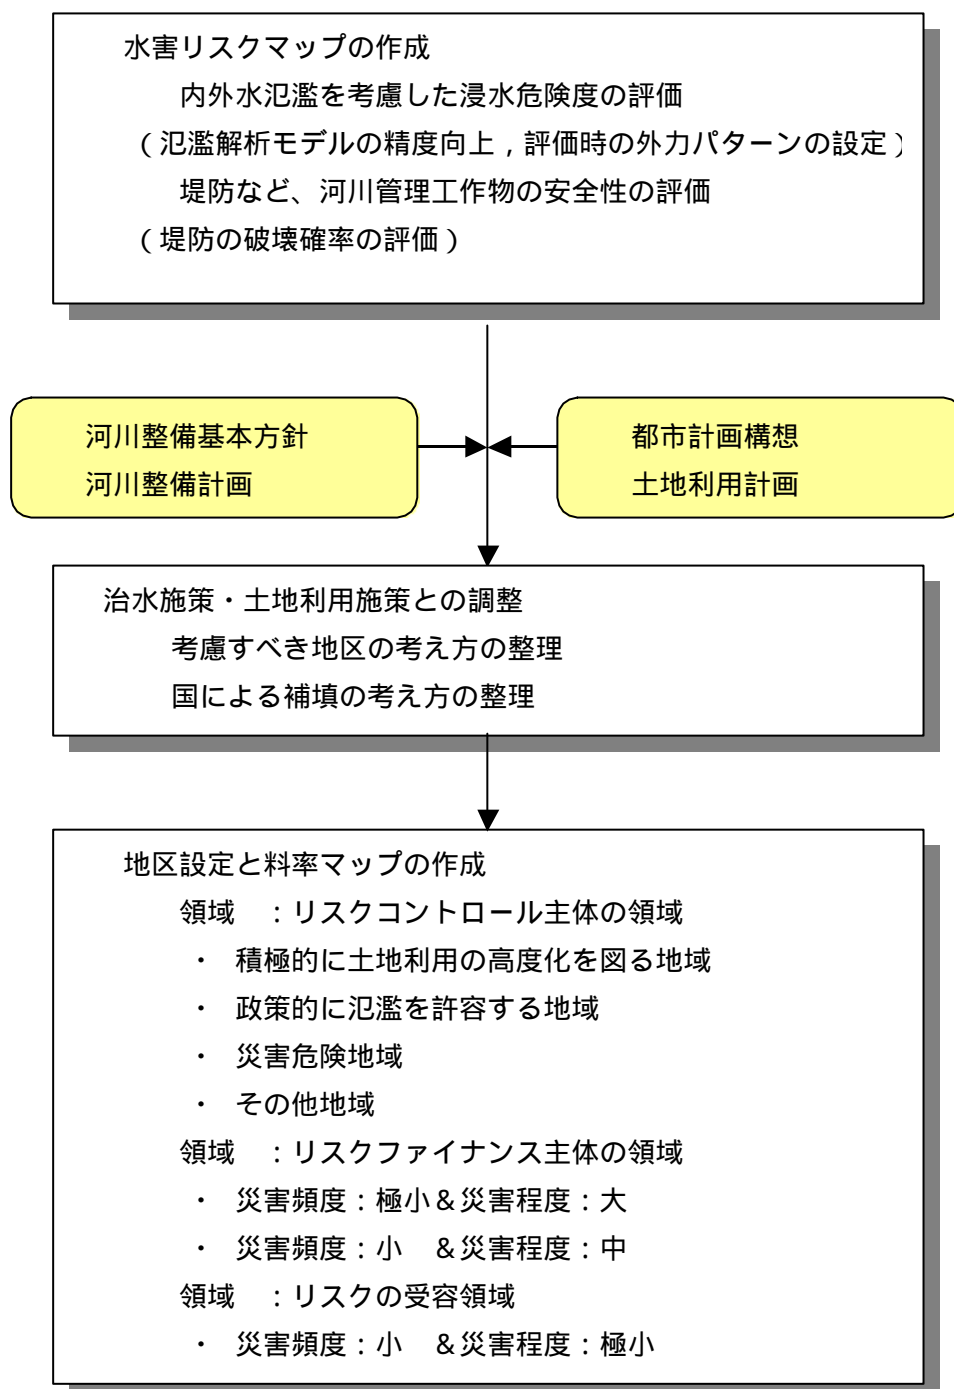 水害リスクマップの作成
内外水氾濫を考慮した浸水危険度の評価
（氾濫解析モデルの精度向上，評価時の外力パターンの設定）
堤防など、河川管理工作物の安全性の評価
（堤防の破壊確率の評価）
河川整備基本方針
河川整備計画
都市計画構想
土地利用計画
治水施策・土地利用施策との調整
考慮すべき地区の考え方の整理
国による補填の考え方の整理
地区設定と料率マップの作成
領域　：リスクコントロール主体の領域
・　積極的に土地利用の高度化を図る地域
・　政策的に氾濫を許容する地域
・　災害危険地域
・　その他地域
領域　：リスクファイナンス主体の領域
・　災害頻度：極小＆災害程度：大
・　災害頻度：小　＆災害程度：中
領域　：リスクの受容領域
・　災害頻度：小　＆災害程度：極小